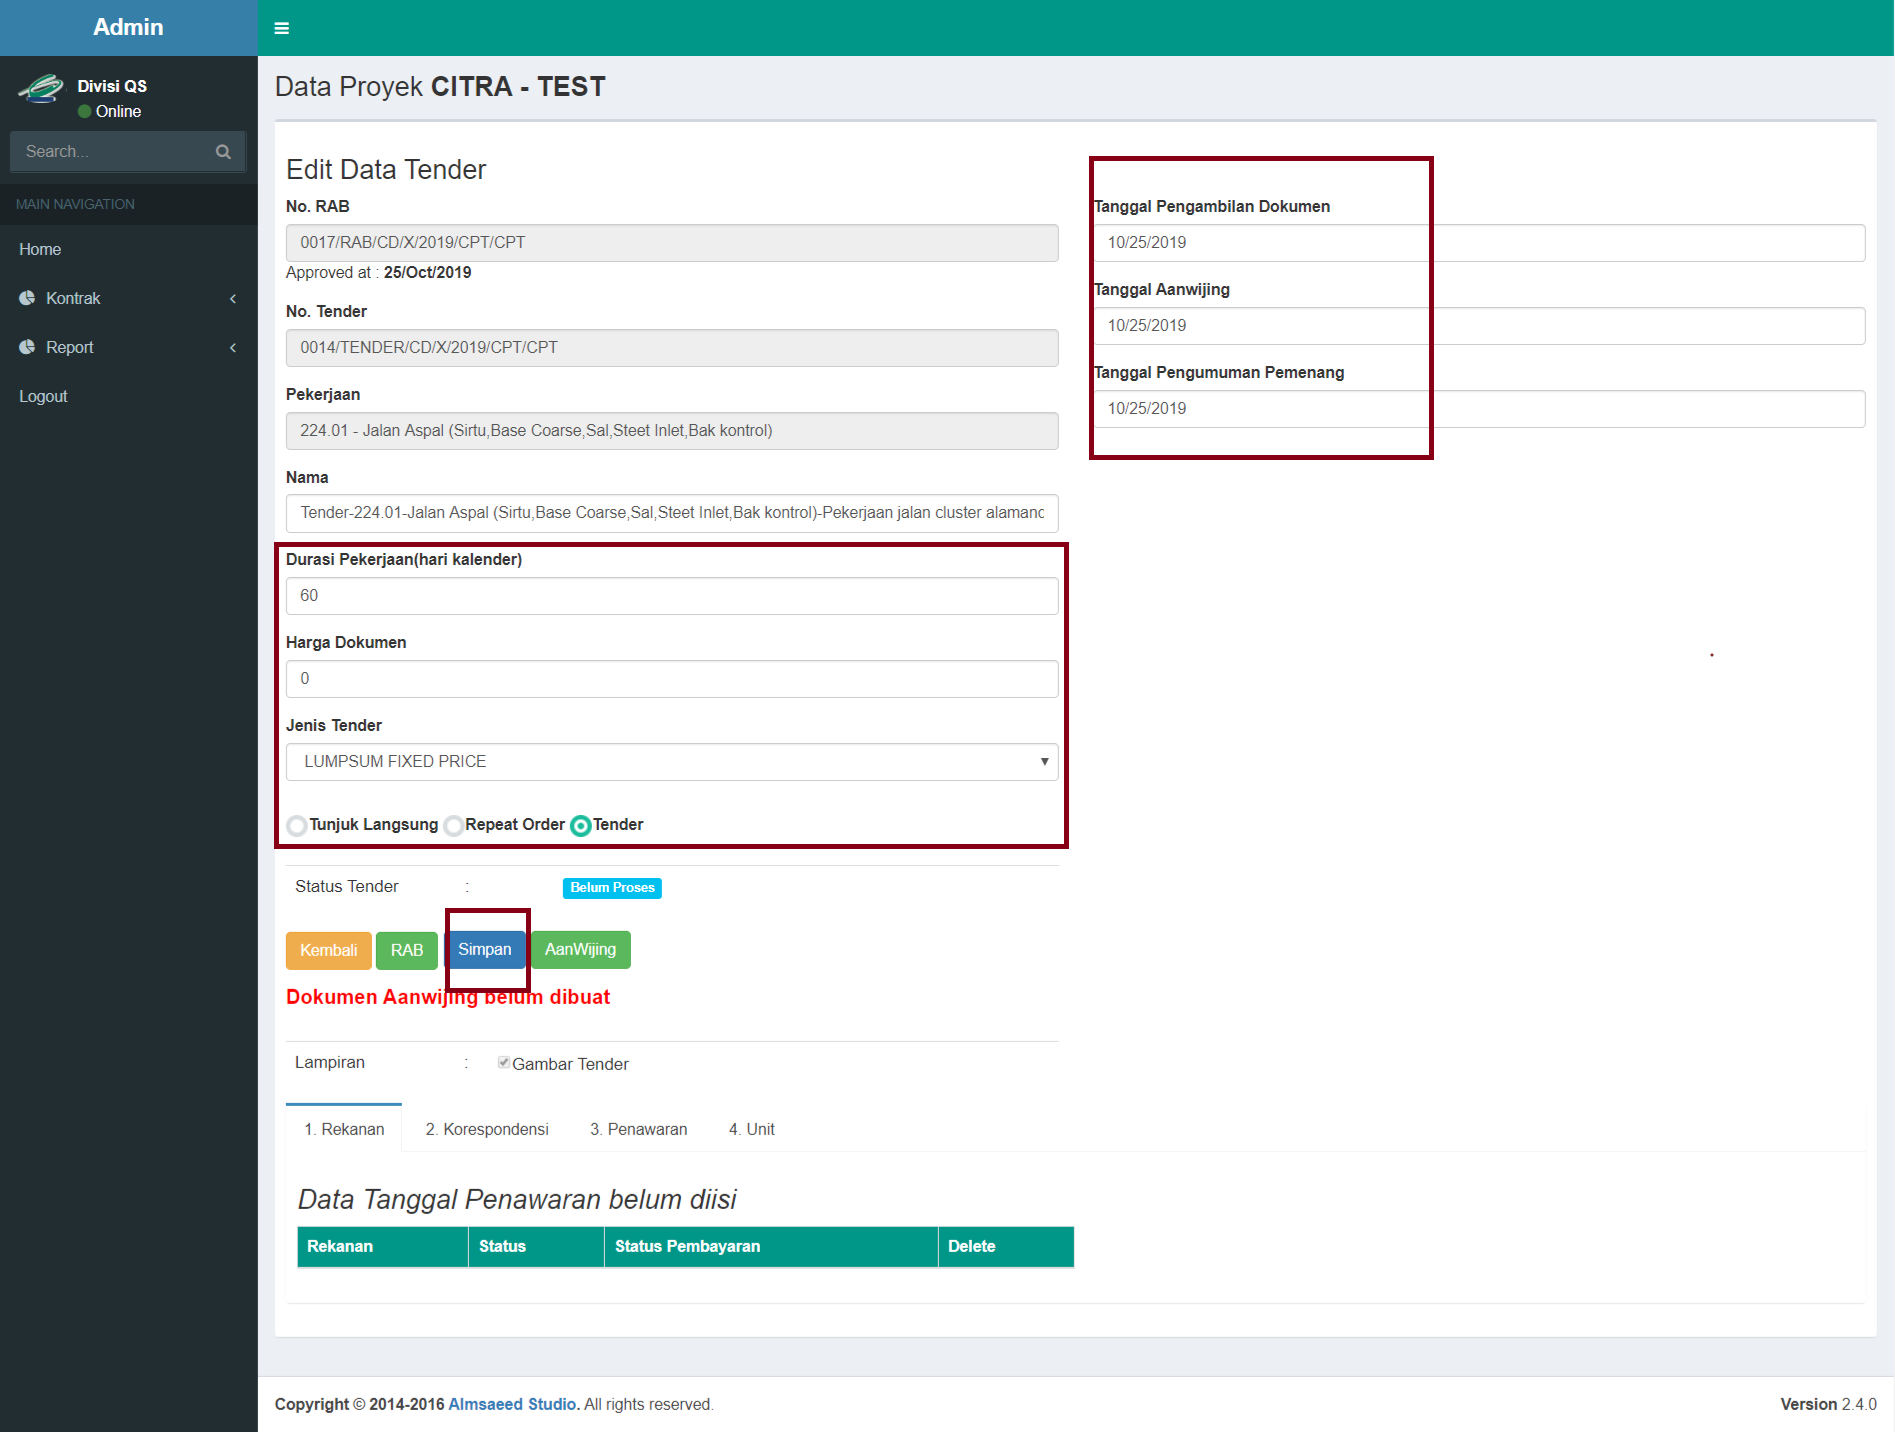 Admin
Divisi QS
Online
Search...
MAIN NAVIGATION
Home
Kontrak
Report
Logout
Data Proyek CITRA - TEST
Edit Data Tender
No. RAB
0017/RAB/CD/X/2019/CPT/CPT
Approved at : 25/Oct/2019
No. Tender
0014/TENDER/CD/X/2019/CPT/CPT
Pekerjaan
224.01 - Jalan Aspal (Sirtu,Base Coarse,Sal,Steet Inlet,Bak kontrol)
Nama
Tender-224.01-Jalan Aspal (Sirtu,Base Coarse,Sal,Steet Inlet,Bak kontrol)-Pekerjaan jalan cluster alamanc
Durasi Pekerjaan(hari kalender)
60
Harga Dokumen
0
Jenis Tender
LUMPSUM FIXED PRICE
Tunjuk Langsung Repeat Order Tender
Tanggal Pengambilan Dokumen
10/25/2019
Tanggal Aanwijing
10/25/2019
Tanggal Pengumuman Pemenang
10/25/2019
Status Tender : Belum Proses
Kembali RAB Simpan AanWijing
Dokumen Aanwijing belum dibuat
Lampiran : Gambar Tender
1. Rekanan 2. Korespondensi 3. Penawaran 4. Unit
Data Tanggal Penawaran belum diisi
Rekanan Status Status Pembayaran Delete
Copyright © 2014-2016 Almsaeed Studio. All rights reserved.
Version 2.4.0